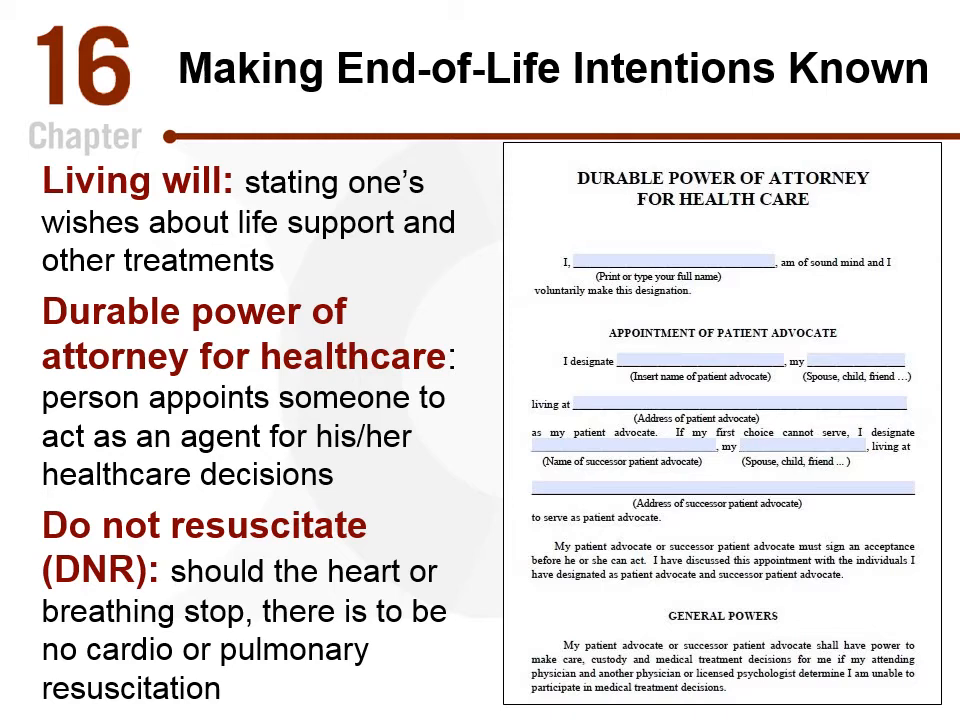 16
Chapter
Making End-of-Life Intentions Known
Living will: stating one’s
wishes about life support and
other treatments
Durable power of
attorney for healthcare:
person appoints someone to
act as an agent for his/her
healthcare decisions
Do not resuscitate
(DNR): should the heart or
breathing stop, there is to be
no cardio or pulmonary
resuscitation
DURABLE POWER OF ATTORNEY
FOR HEALTH CARE
I, , am of sound mind and I
(Print or type your full name)
voluntarily make this designation.
APPOINTMENT OF PATIENT ADVOCATE
I designate , my
(Insert name of patient advocate) (Spouse, child, friend …)
living at
(Address of patient advocate)
as my patient advocate. If my first choice cannot serve, I designate
, my , living at
(Name of successor patient advocate) (Spouse, child, friend ... )
(Address of successor patient advocate)
to serve as patient advocate.
My patient advocate or successor patient advocate must sign an acceptance
before he or she can act. I have discussed this appointment with the individuals I
have designated as patient advocate and successor patient advocate.
GENERAL POWERS
My patient advocate or successor patient advocate shall have power to
make care, custody and medical treatment decisions for me if my attending
physician and another physician or licensed psychologist determine I am unable to
participate in medical treatment decisions.